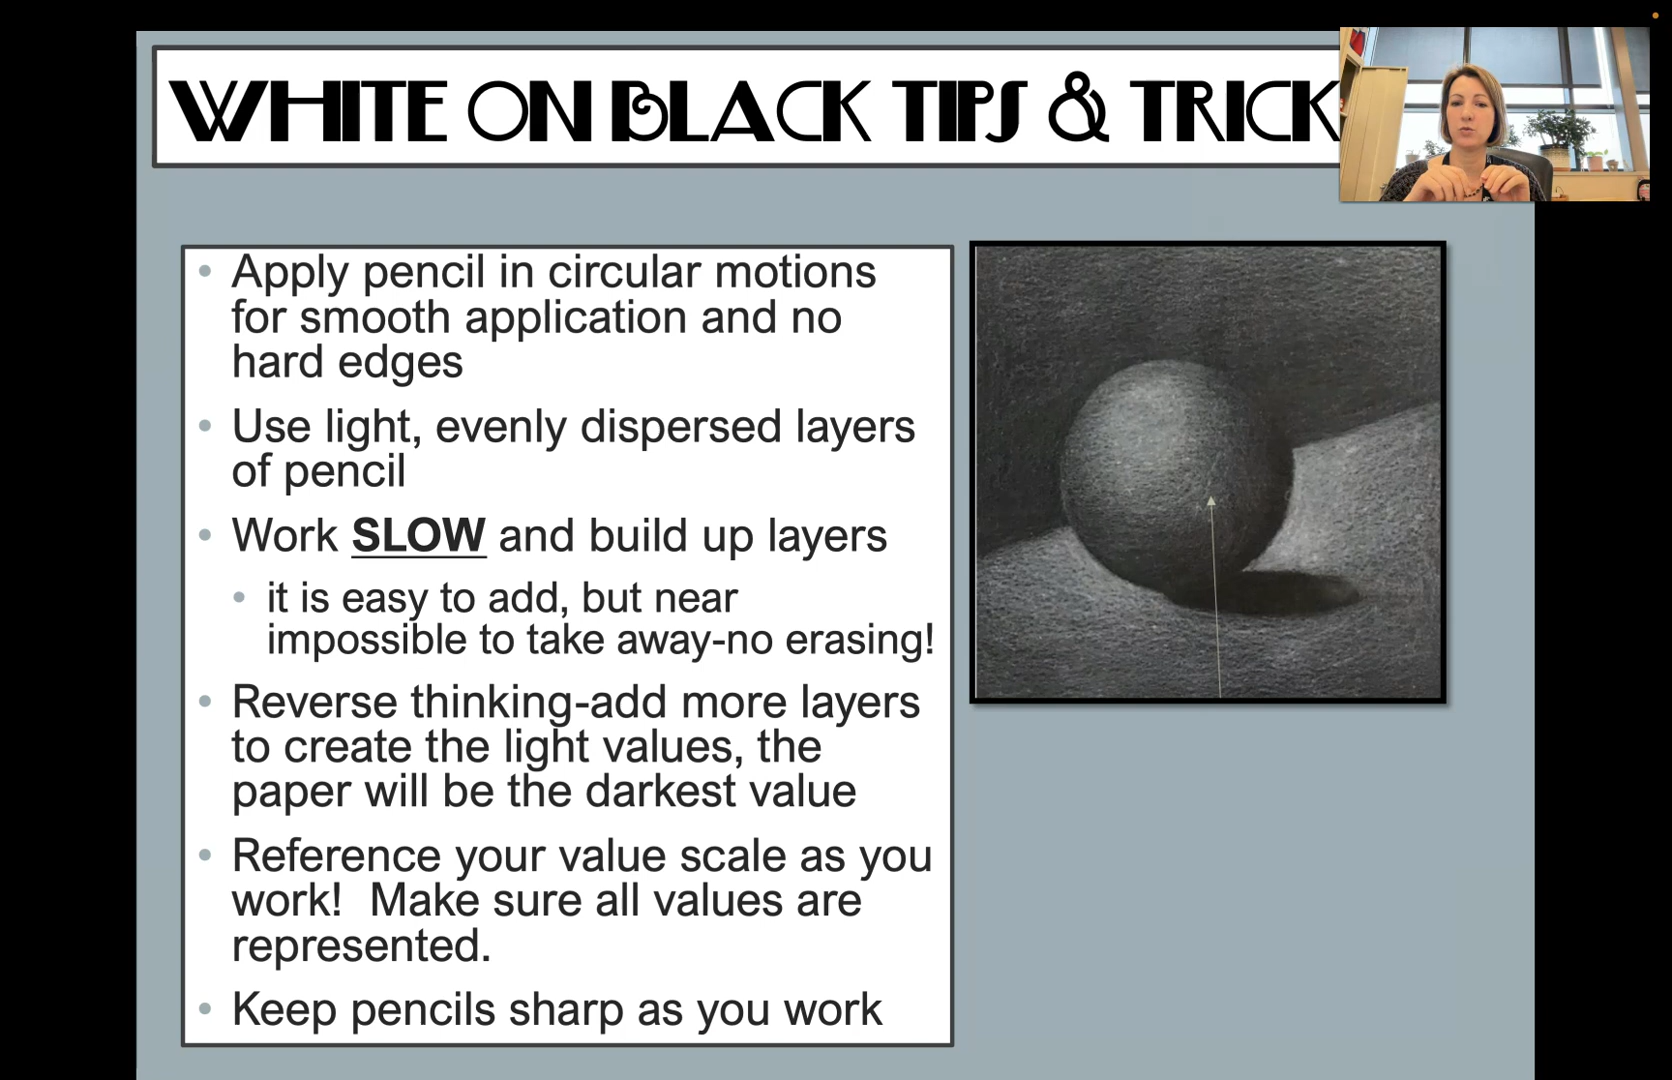 WHITE ON BLACK TIPS & TRICK
Apply pencil in circular motions
for smooth application and no
hard edges
Use light, evenly dispersed layers
of pencil
Work SLOW and build up layers
it is easy to add, but near
impossible to take away-no erasing!
Reverse thinking-add more layers
to create the light values, the
paper will be the darkest value
Reference your value scale as you
work!  Make sure all values are
represented.
Keep pencils sharp as you work